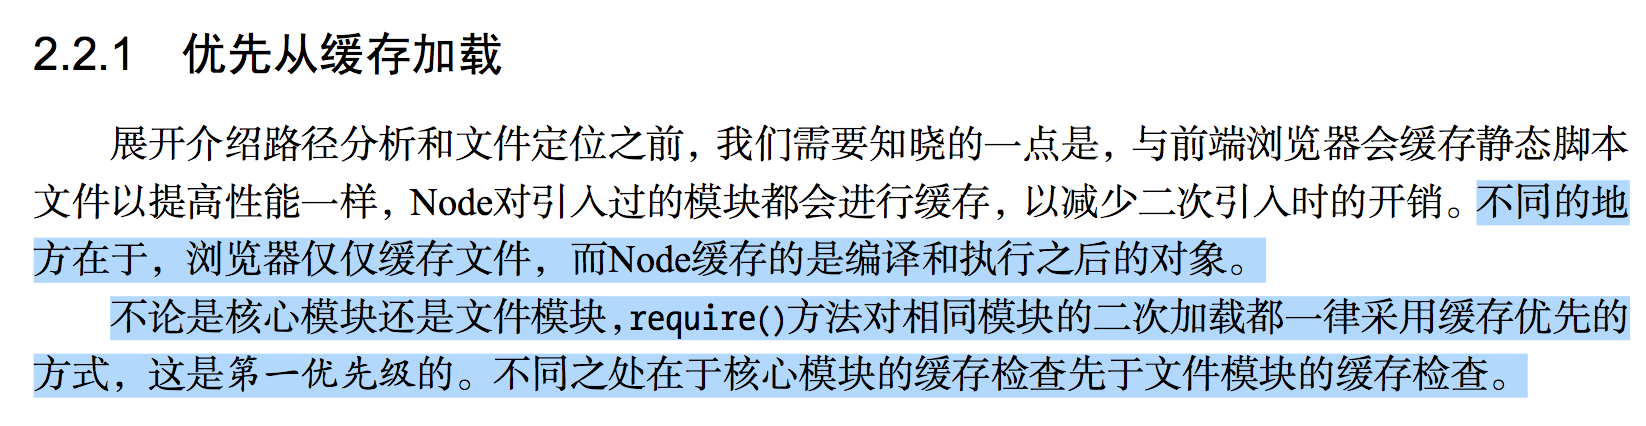 2.2.1 优先从缓存加载
展开介绍路径分析和文件定位之前，我们需要知晓的一点是，与前端浏览器会缓存静态脚本
文件以提高性能一样，Node对引入过的模块都会进行缓存，以减少二次引入时的开销。不同的地
方在于，浏览器仅仅缓存文件，而Node缓存的是编译和执行之后的对象。
不论是核心模块还是文件模块，require()方法对相同模块的二次加载都一律采用缓存优先的
方式，这是第一优先级的。不同之处在于核心模块的缓存检查先于文件模块的缓存检查。